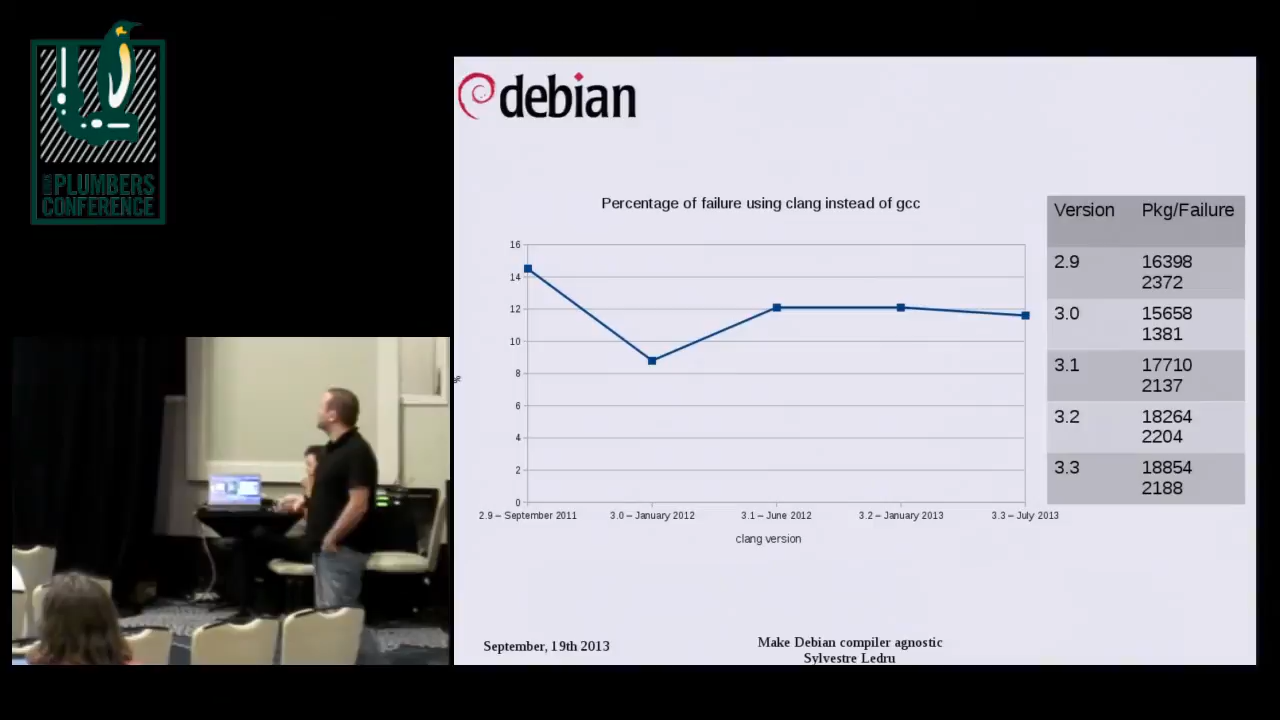 LINUX
PLUMBERS
CONFERENCE
debian
Percentage of failure using clang instead of gcc
16
14
12
10
8
6
4
2
0
%
2.9 – September 2011
3.0 – January 2012
3.1 – June 2012
3.2 – January 2013
3.3 – July 2013
clang version
Version Pkg/Failure
2.9 16398
2372
3.0 15658
1381
3.1 17710
2137
3.2 18264
2204
3.3 18854
2188
September, 19th 2013
Make Debian compiler agnostic
Sylvestre Ledru